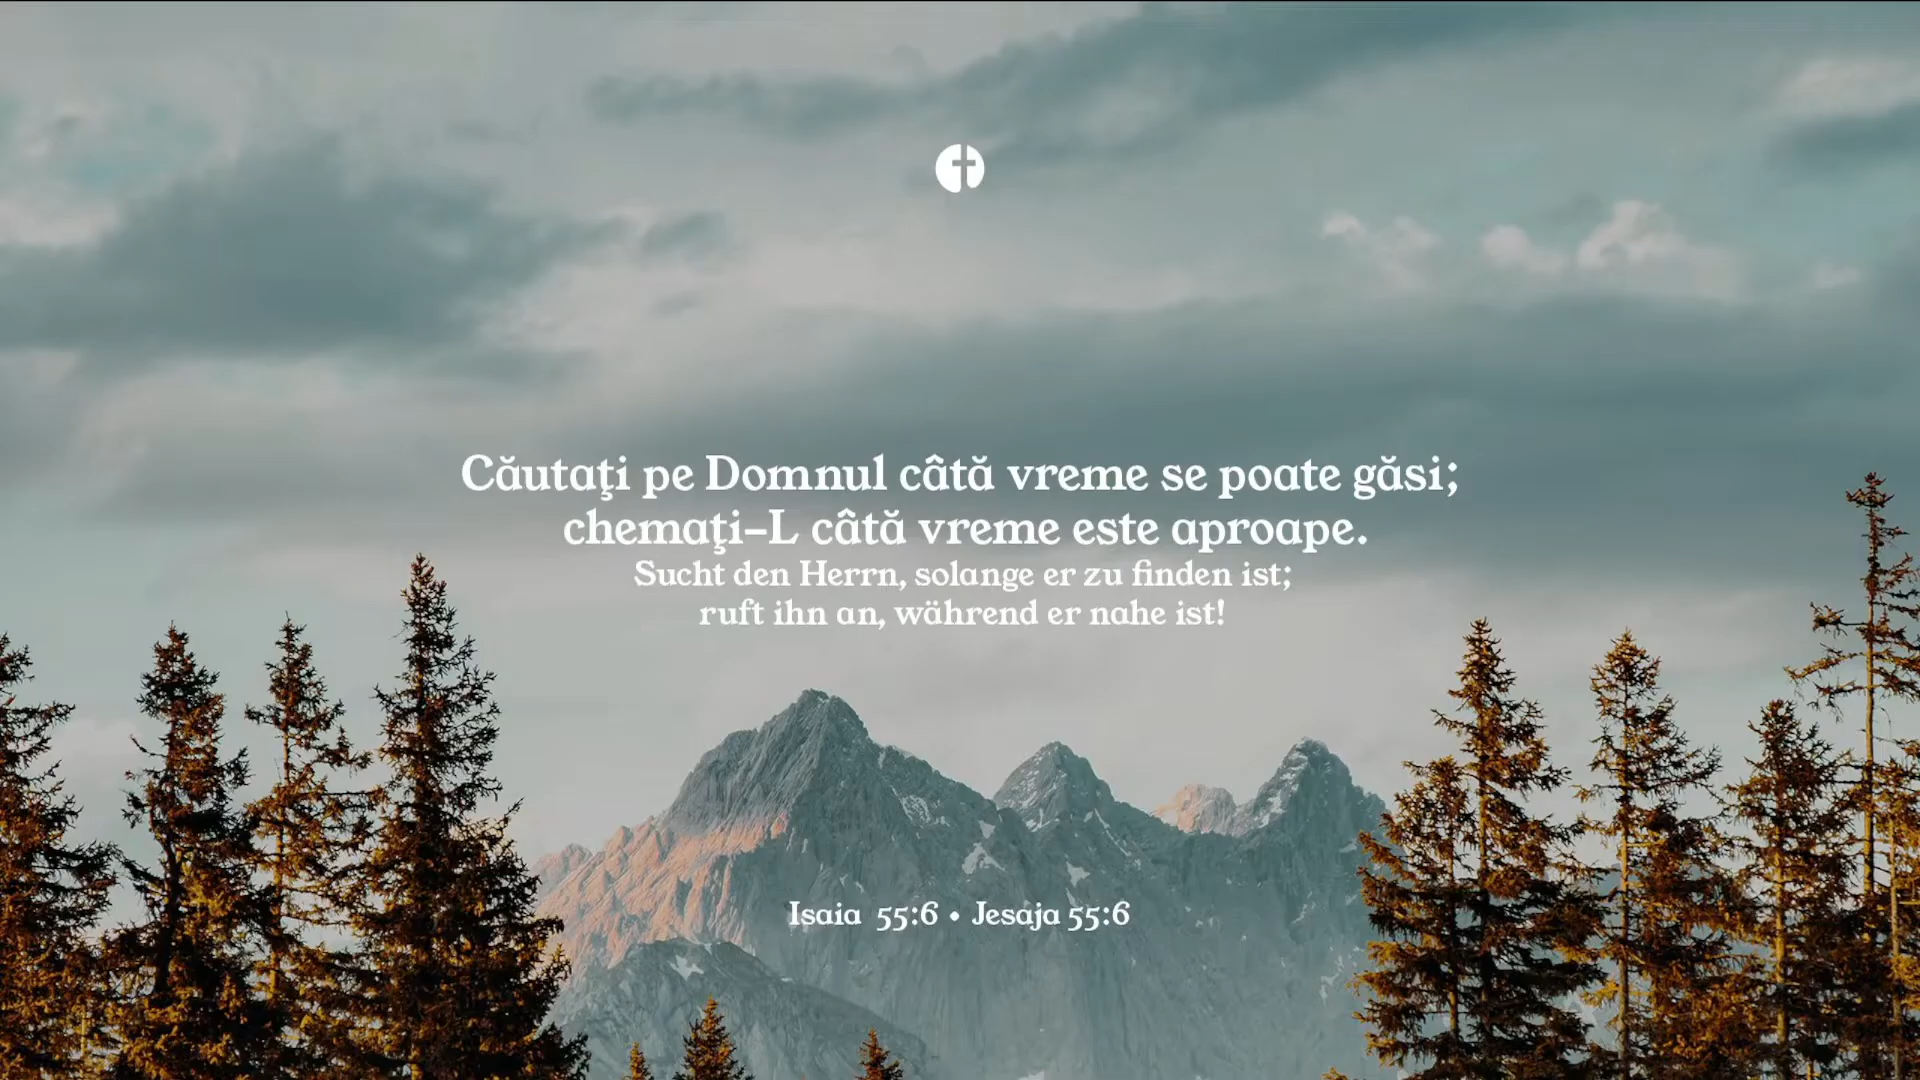 Căutaţi pe Domnul câtă vreme se poate găsi;
chemaţi-L câtă vreme este aproape.
Sucht den Herrn, solange er zu finden ist;
ruft ihn an, während er nahe ist!
Isaia 55:6 • Jesaja 55:6